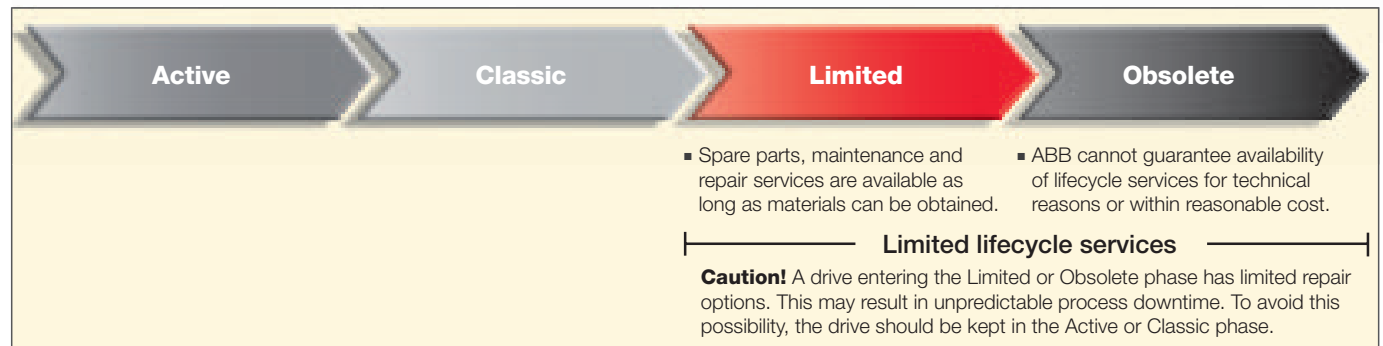 Active Classic Limited Obsolete
■ Spare parts, maintenance and
repair services are available as
long as materials can be obtained.
■ ABB cannot guarantee availability
of lifecycle services for technical
reasons or within reasonable cost.
Limited lifecycle services
Caution! A drive entering the Limited or Obsolete phase has limited repair
options. This may result in unpredictable process downtime. To avoid this
possibility, the drive should be kept in the Active or Classic phase.